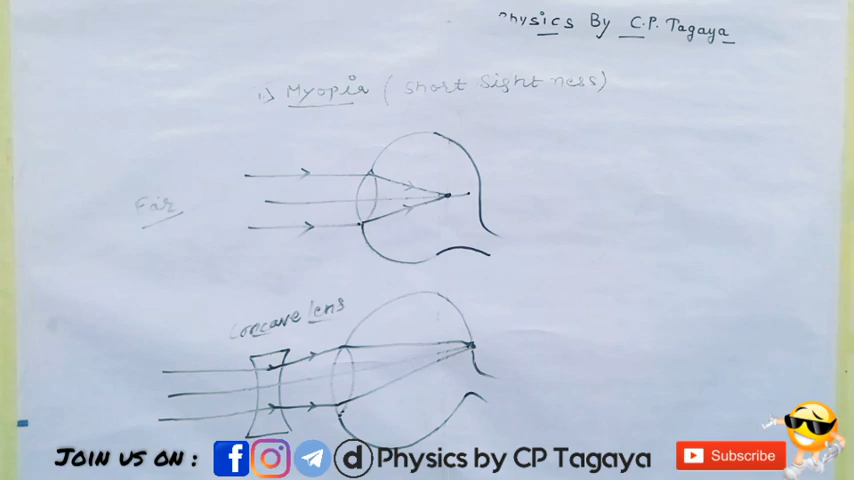 Physics By C.P. Tagaya
1) Myopia (Short Sightness)
Far
Concave lens
JOIN US ON : f d Physics by CP Tagaya
Subscribe